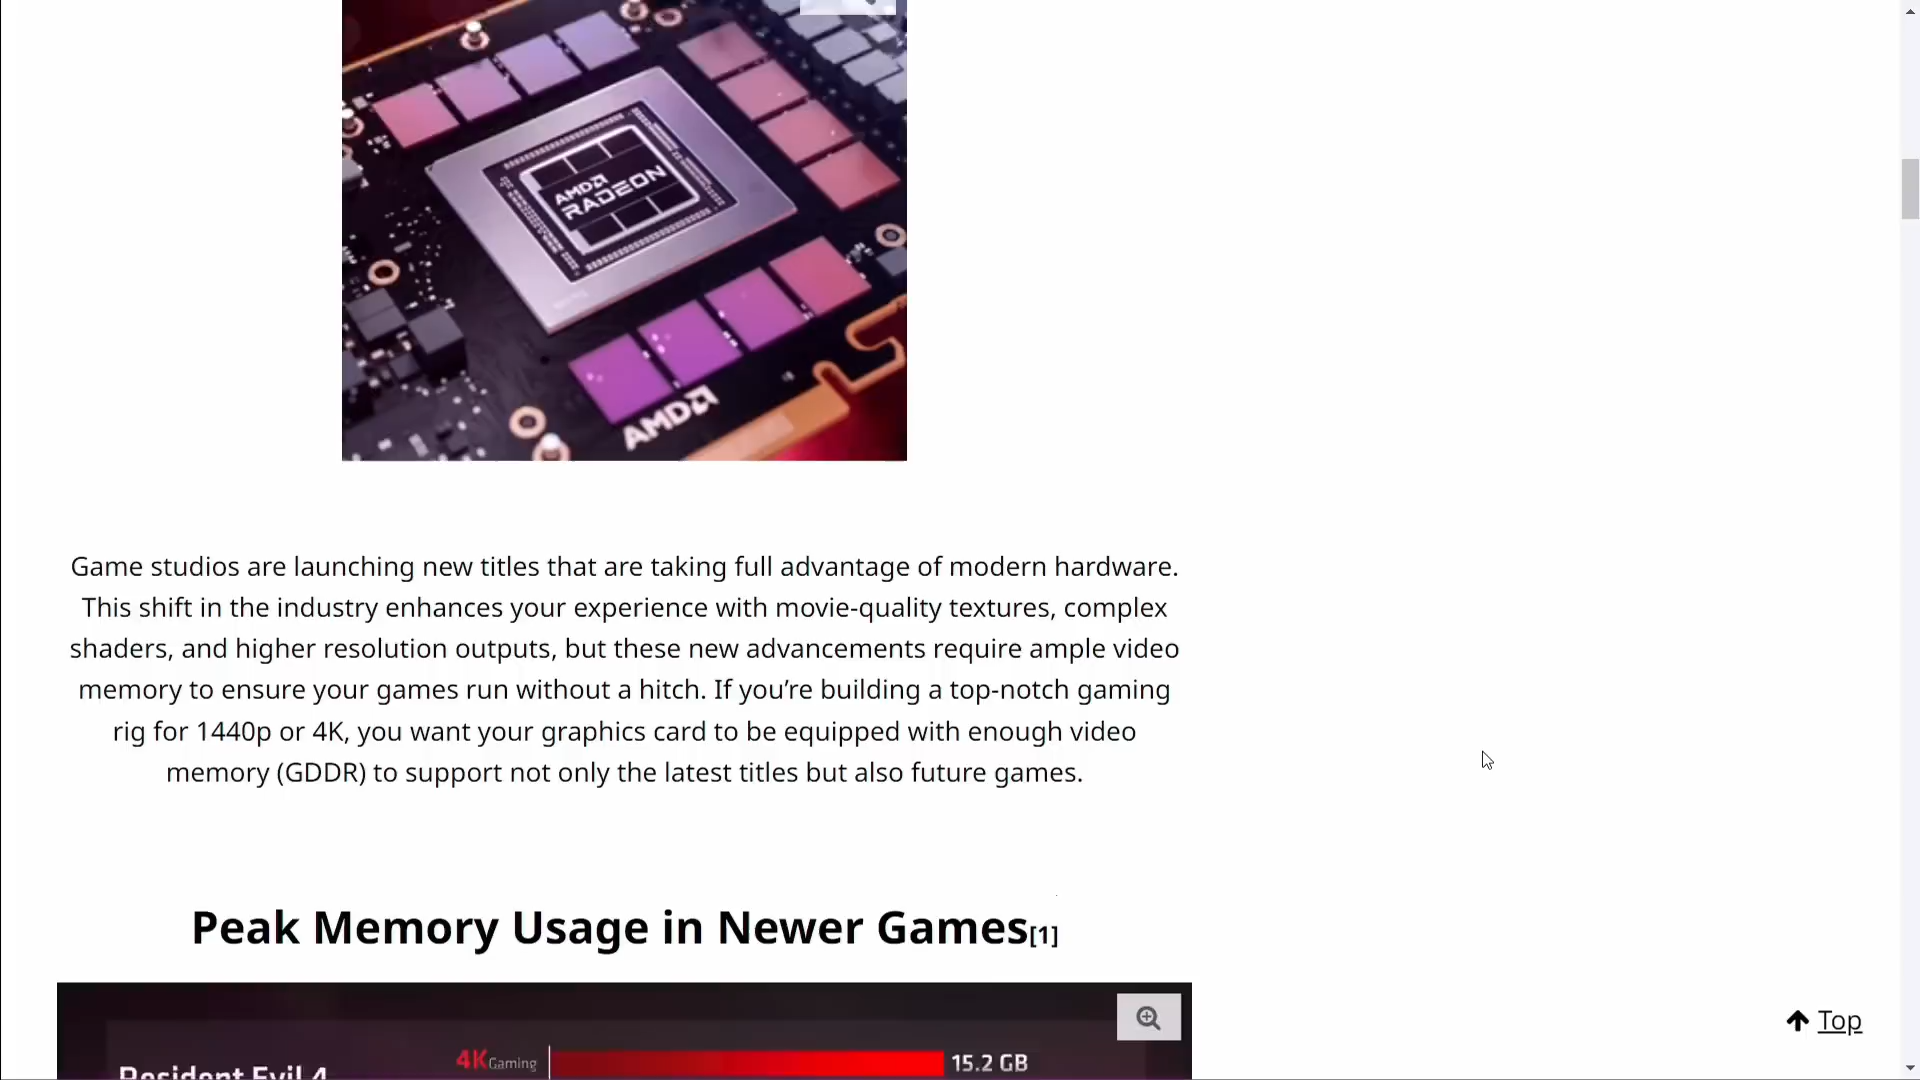 AMD
RADEON
AMD
Game studios are launching new titles that are taking full advantage of modern hardware.
This shift in the industry enhances your experience with movie-quality textures, complex
shaders, and higher resolution outputs, but these new advancements require ample video
memory to ensure your games run without a hitch. If you’re building a top-notch gaming
rig for 1440p or 4K, you want your graphics card to be equipped with enough video
memory (GDDR) to support not only the latest titles but also future games.
Peak Memory Usage in Newer Games[1]
Top
Resident Evil 4 4K Gaming 15.2 GB